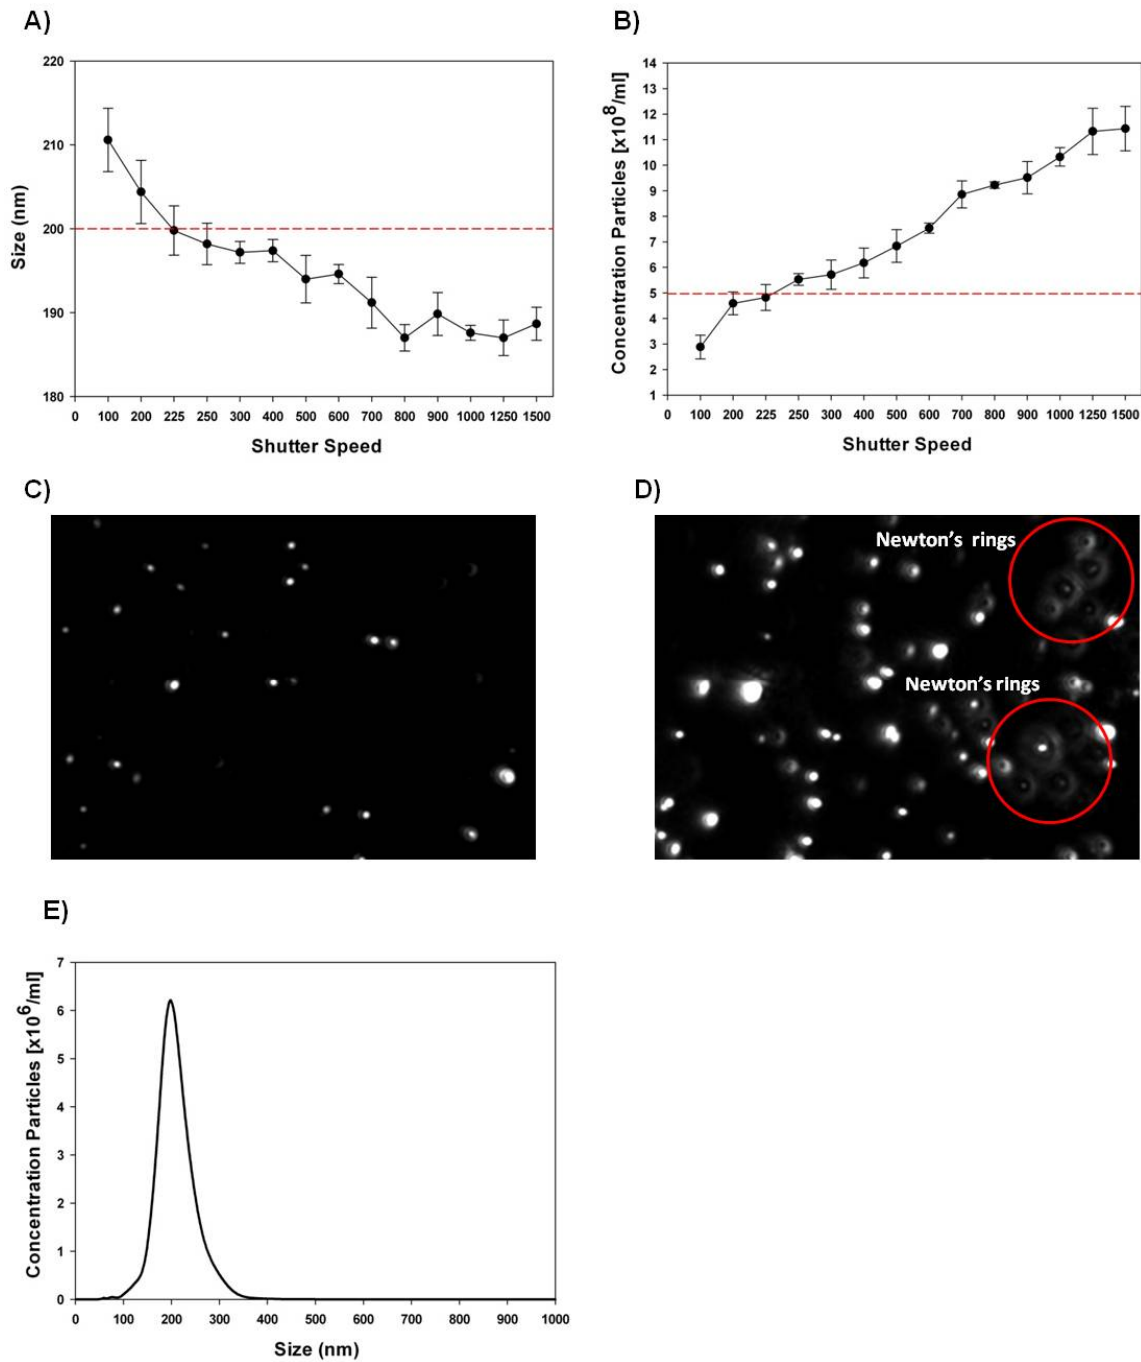 A)
220
210
200
190
180
Size (nm)
0 100 200 225 250 300 400 500 600 700 800 900 1000 1250 1500
Shutter Speed
B)
14
13
12
11
10
9
8
7
6
5
4
3
2
1
Concentration Particles [x10⁸/ml]
0 100 200 225 250 300 400 500 600 700 800 900 1000 1250 1500
Shutter Speed
C)
D)
Newton's rings
Newton's rings
E)
7
6
5
4
3
2
1
0
Concentration Particles [x10⁶/ml]
0 100 200 300 400 500 600 700 800 900 1000
Size (nm)